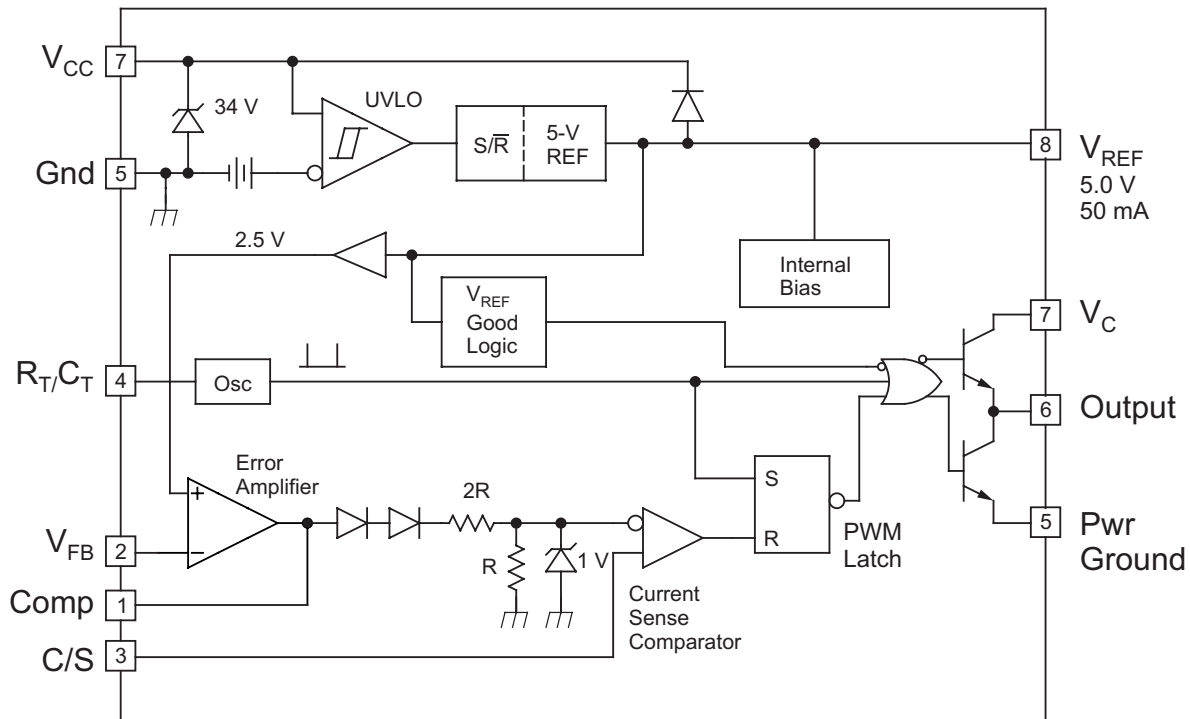 V_CC
7
34 V
UVLO
S/R̅
5-V
REF
8
V_REF
5.0 V
50 mA
Gnd
5
2.5 V
Internal
Bias
V_REF
Good
Logic
7
V_C
R_T/C_T
4
Osc
6
Output
Error
Amplifier
+
−
2R
S
R
PWM
Latch
5
Pwr
Ground
V_FB
2
R
1 V
Comp
1
Current
Sense
Comparator
C/S
3